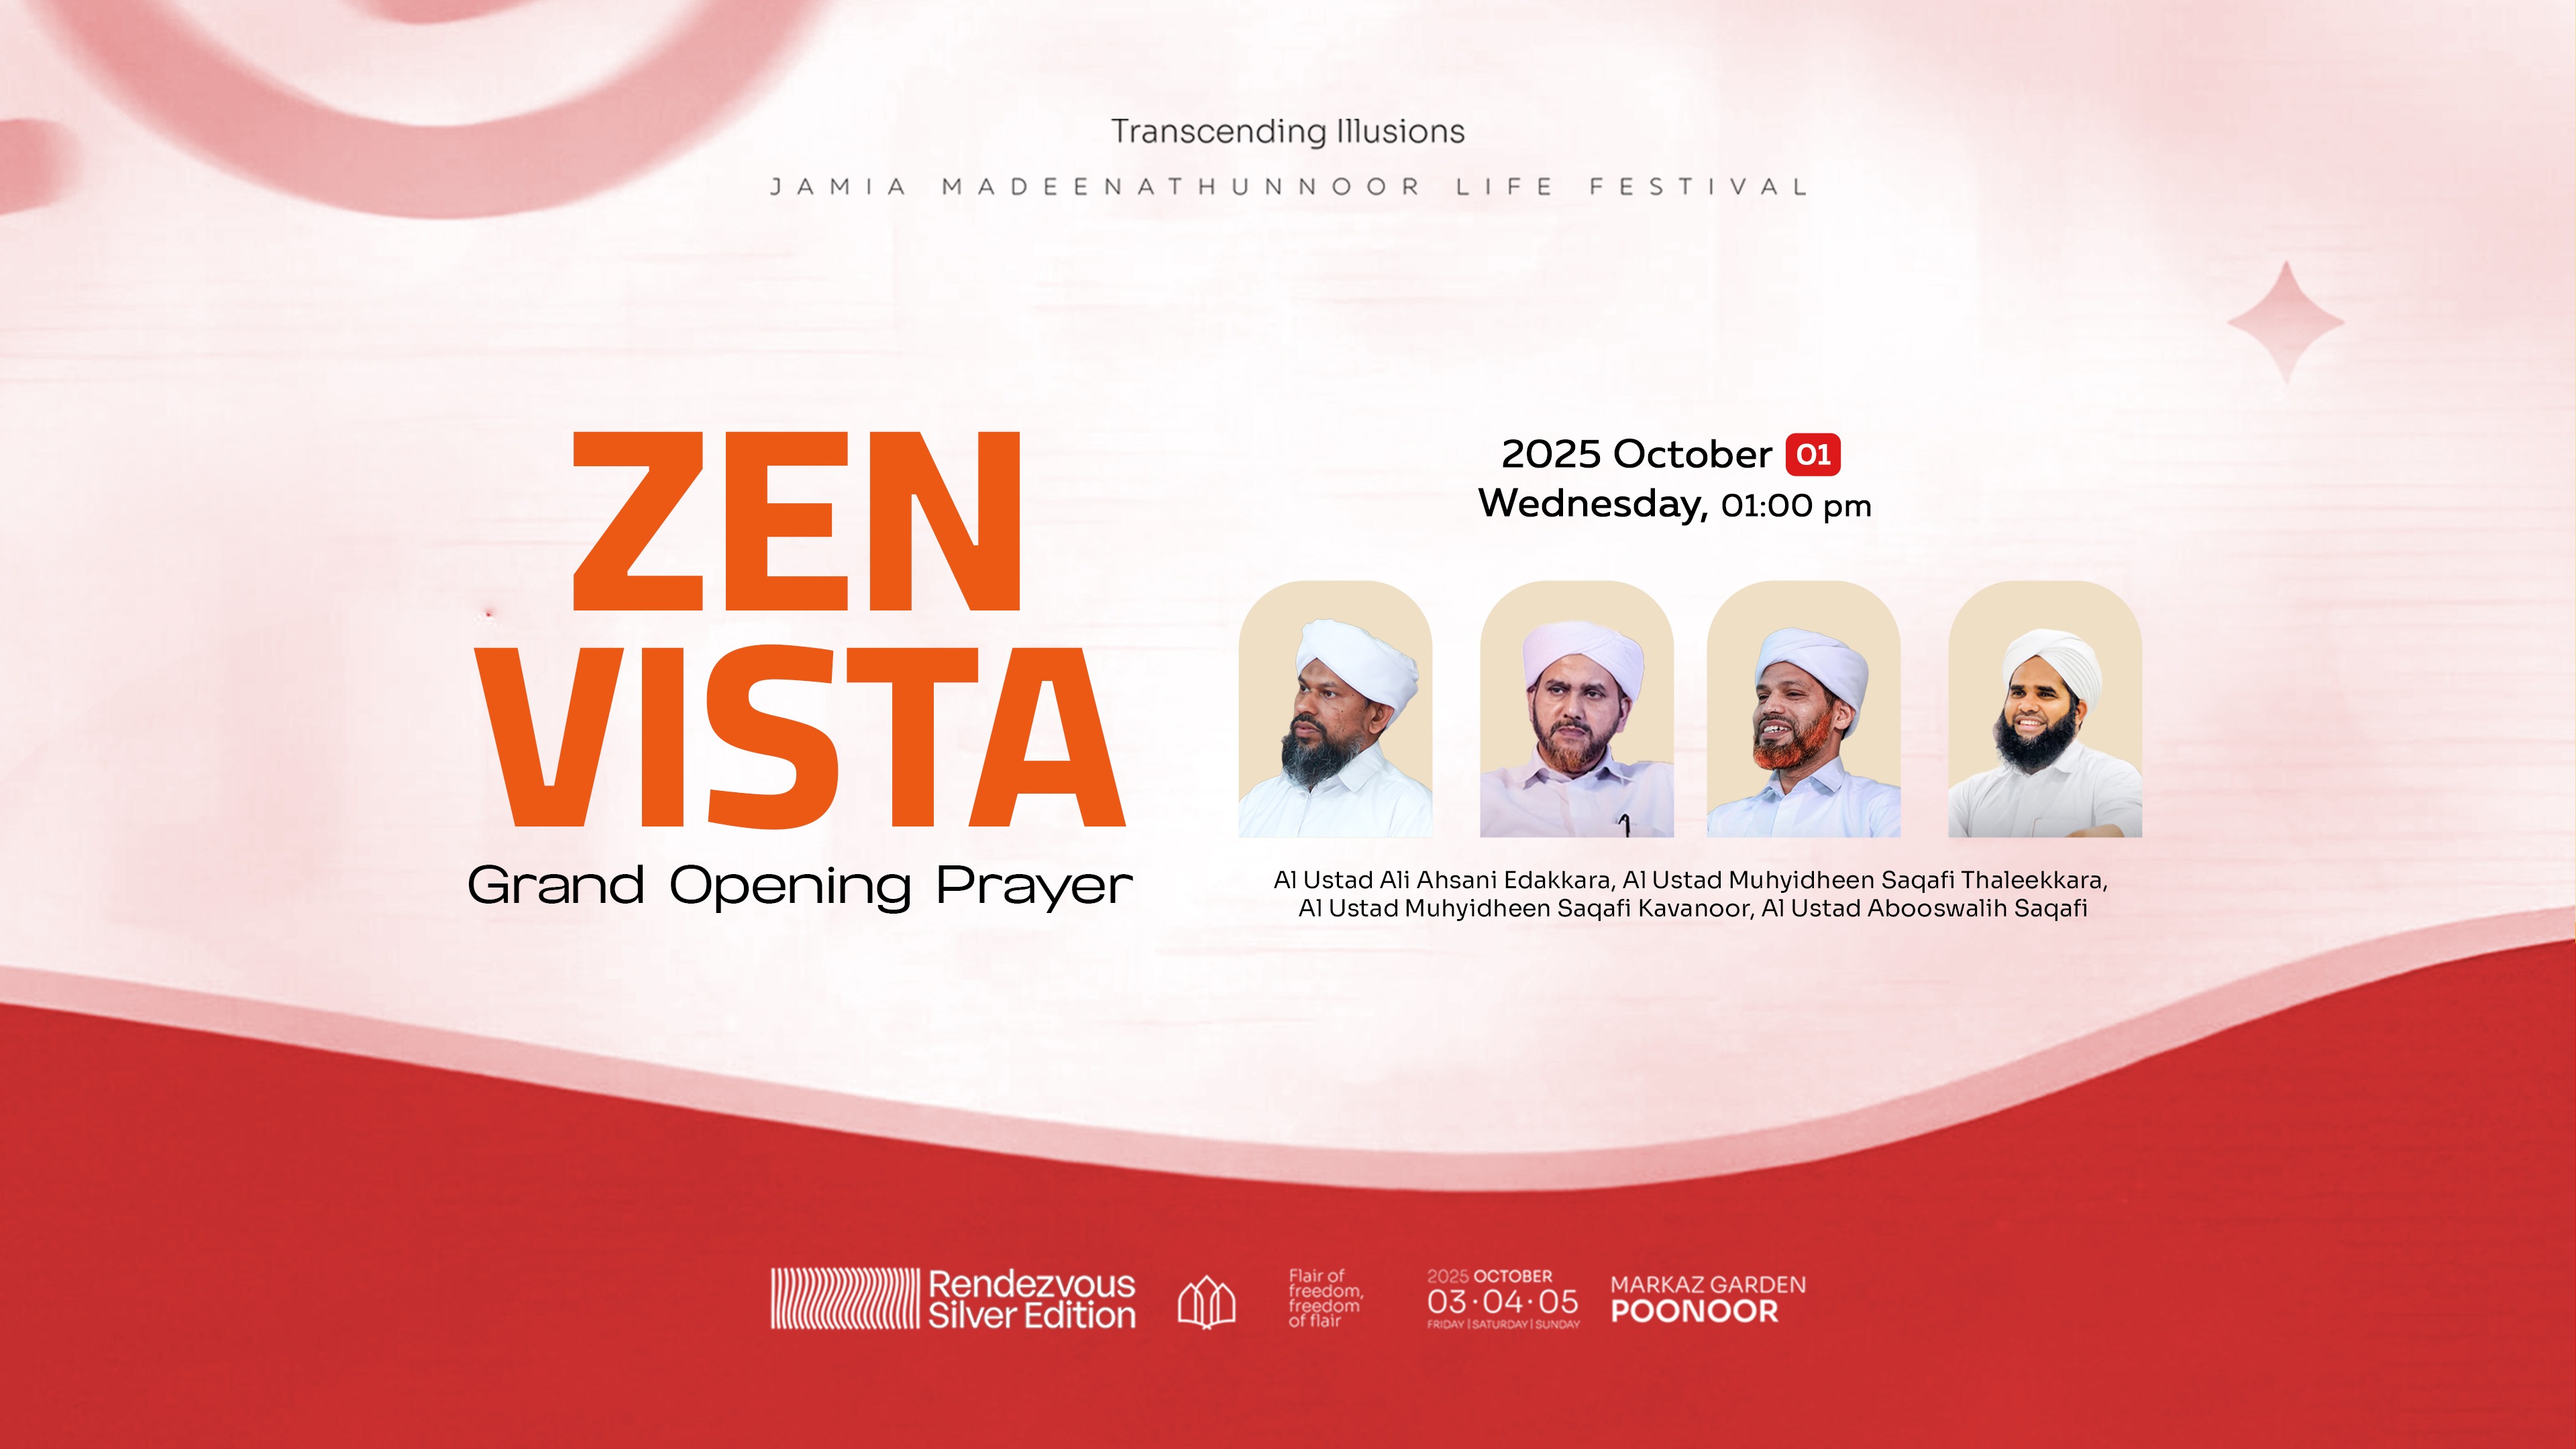 Transcending Illusions
JAMIA MADEENATHUNNOOR LIFE FESTIVAL
ZEN
VISTA
Grand Opening Prayer
2025 October 01
Wednesday, 01:00 pm
Al Ustad Ali Ahsani Edakkara, Al Ustad Muhyidheen Saqafi Thaleekkara,
Al Ustad Muhyidheen Saqafi Kavanoor, Al Ustad Abooswalih Saqafi
Rendezvous
Silver Edition
Flair of
freedom,
freedom
of flair
2025 OCTOBER
03·04·05
FRIDAY|SATURDAY|SUNDAY
MARKAZ GARDEN
POONOOR